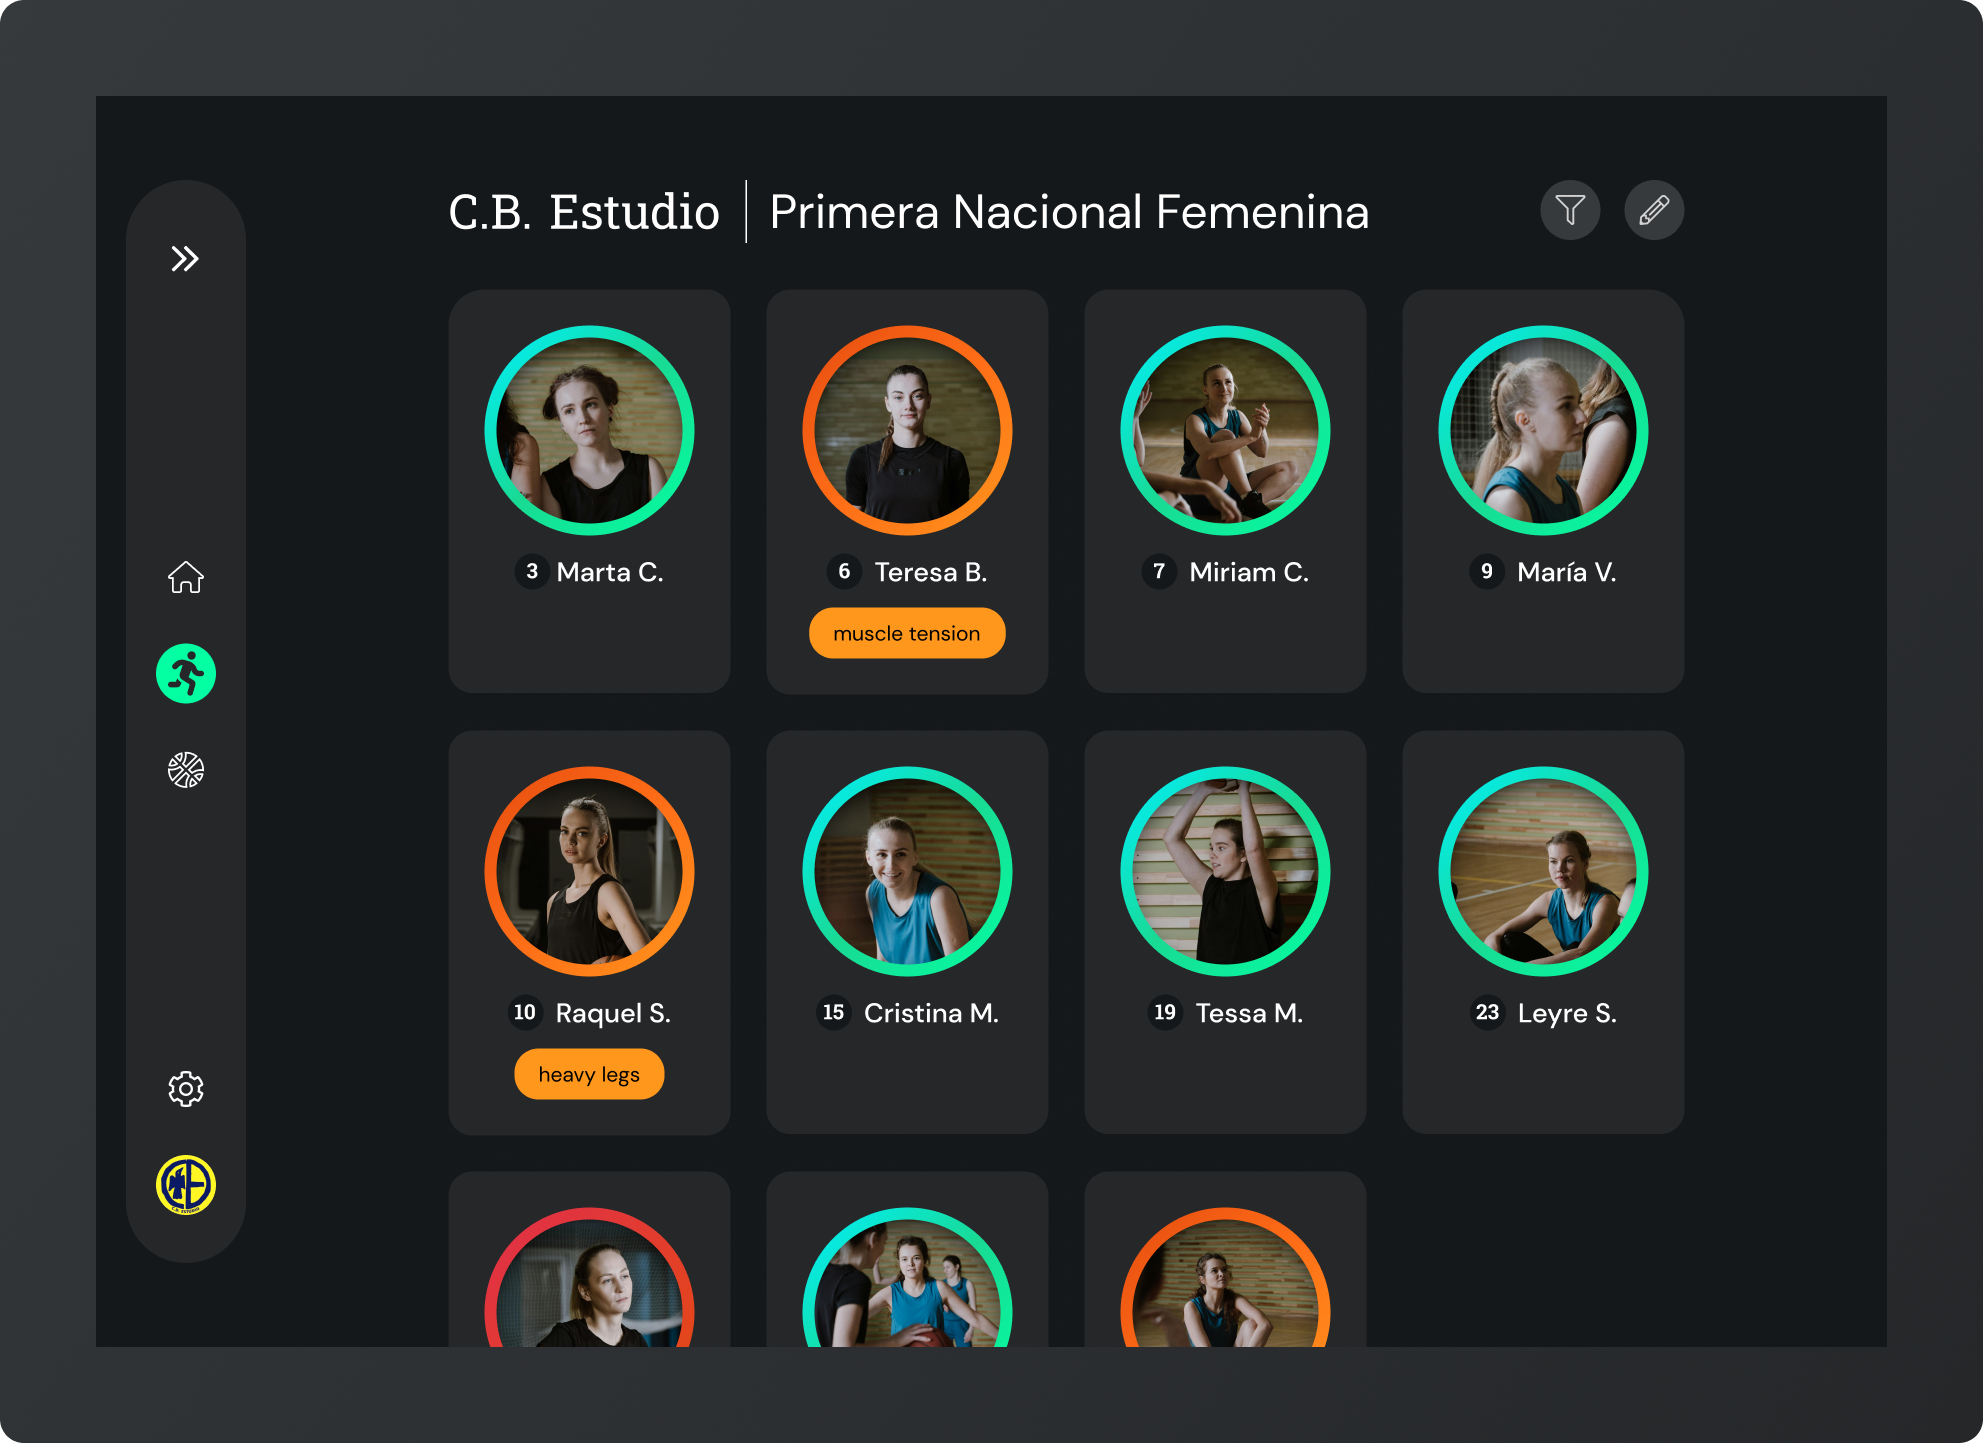 C.B. Estudio
Primera Nacional Femenina
3 Marta C.
6 Teresa B.
muscle tension
7 Miriam C.
9 María V.
10 Raquel S.
heavy legs
15 Cristina M.
19 Tessa M.
23 Leyre S.
C.B. ESTUDIO